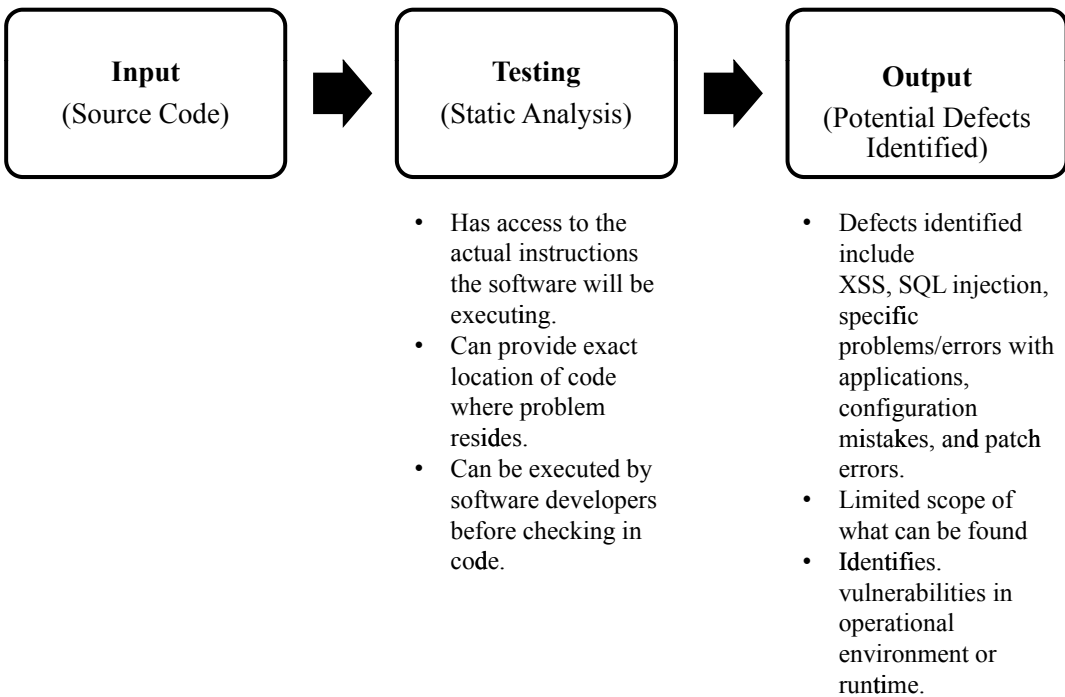 Input
(Source Code)
Testing
(Static Analysis)
Output
(Potential Defects
Identified)
• Has access to the
actual instructions
the software will be
executing.
• Can provide exact
location of code
where problem
resides.
• Can be executed by
software developers
before checking in
code.
• Defects identified
include
XSS, SQL injection,
specific
problems/errors with
applications,
configuration
mistakes, and patch
errors.
• Limited scope of
what can be found
• Identifies.
vulnerabilities in
operational
environment or
runtime.